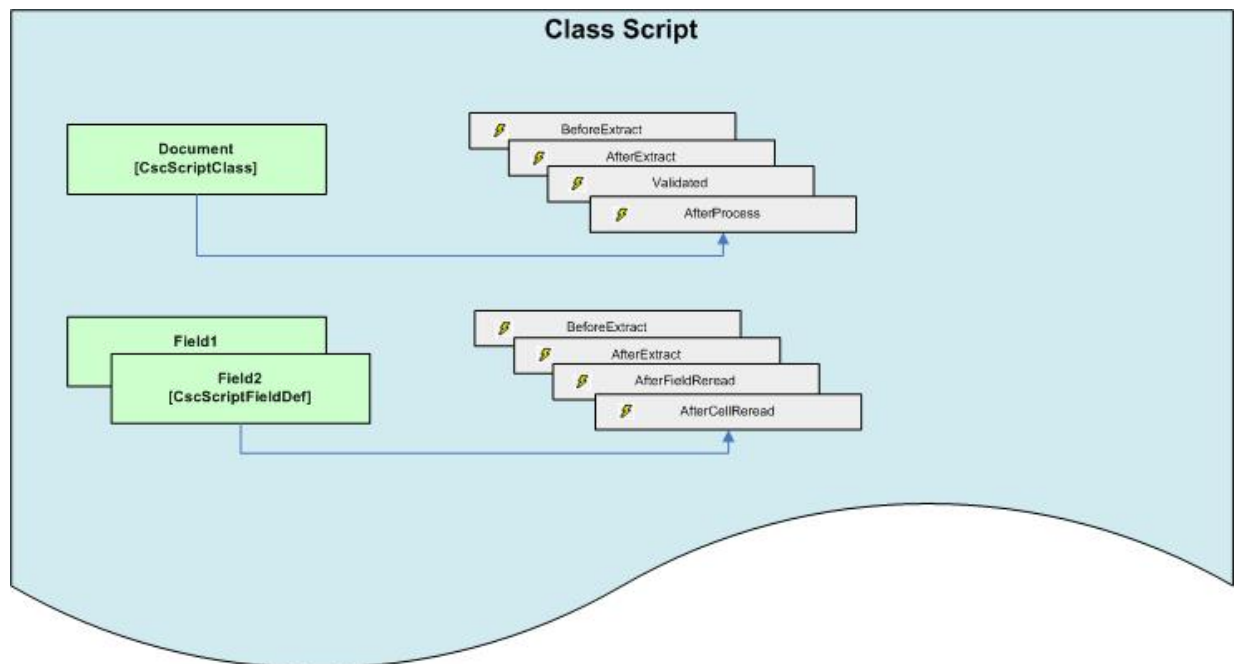 Class Script
Document
[CscScriptClass]
BeforeExtract
AfterExtract
Validated
AfterProcess
Field1
Field2
[CscScriptFieldDef]
BeforeExtract
AfterExtract
AfterFieldReread
AfterCellReread